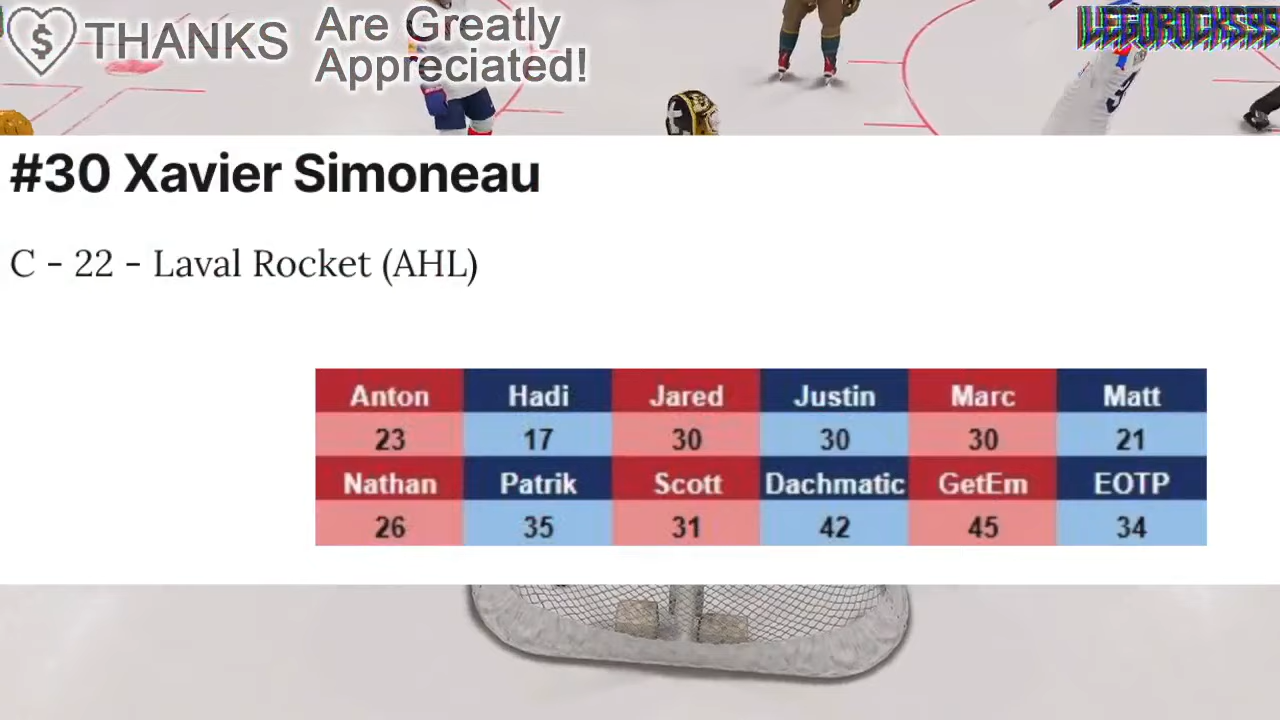 $ THANKS
Are Greatly
Appreciated!
LEGOROCKS99
#30 Xavier Simoneau
C - 22 - Laval Rocket (AHL)
Anton Hadi Jared Justin Marc Matt
23 17 30 30 30 21
Nathan Patrik Scott Dachmatic GetEm EOTP
26 35 31 42 45 34